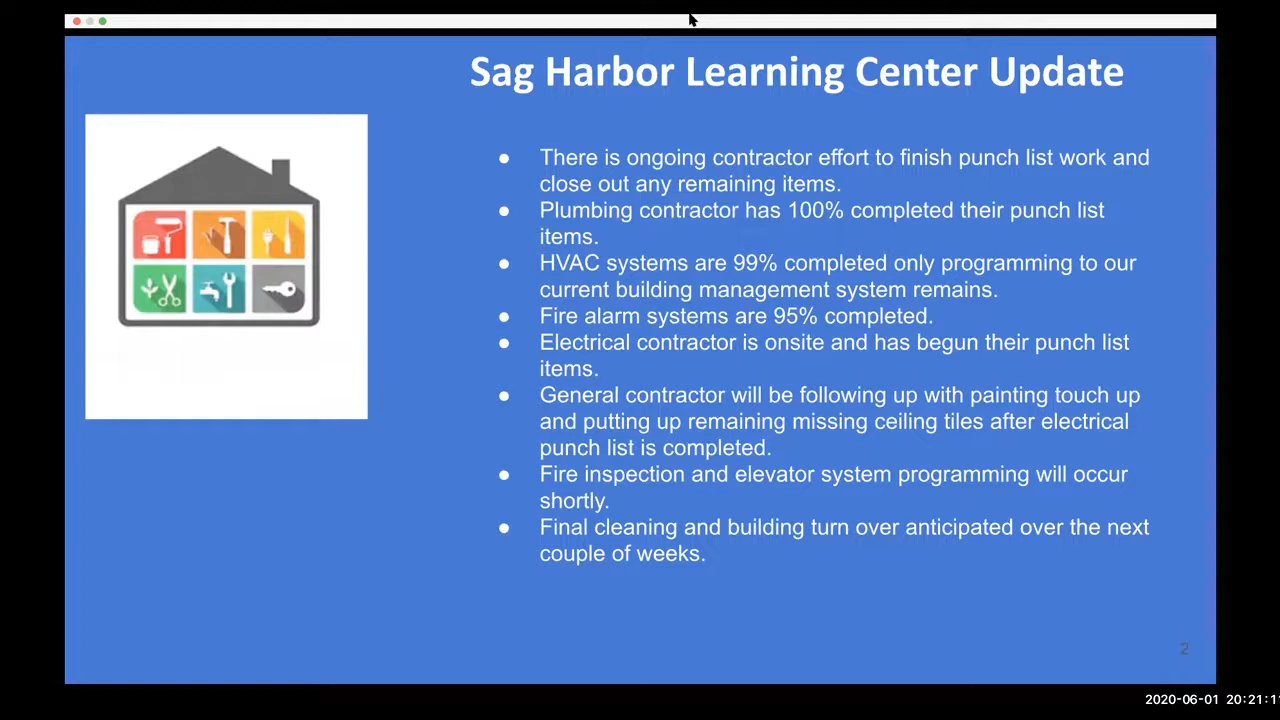 Sag Harbor Learning Center Update
● There is ongoing contractor effort to finish punch list work and
close out any remaining items.
● Plumbing contractor has 100% completed their punch list
items.
● HVAC systems are 99% completed only programming to our
current building management system remains.
● Fire alarm systems are 95% completed.
● Electrical contractor is onsite and has begun their punch list
items.
● General contractor will be following up with painting touch up
and putting up remaining missing ceiling tiles after electrical
punch list is completed.
● Fire inspection and elevator system programming will occur
shortly.
● Final cleaning and building turn over anticipated over the next
couple of weeks.
2
2020-06-01 20:21:1